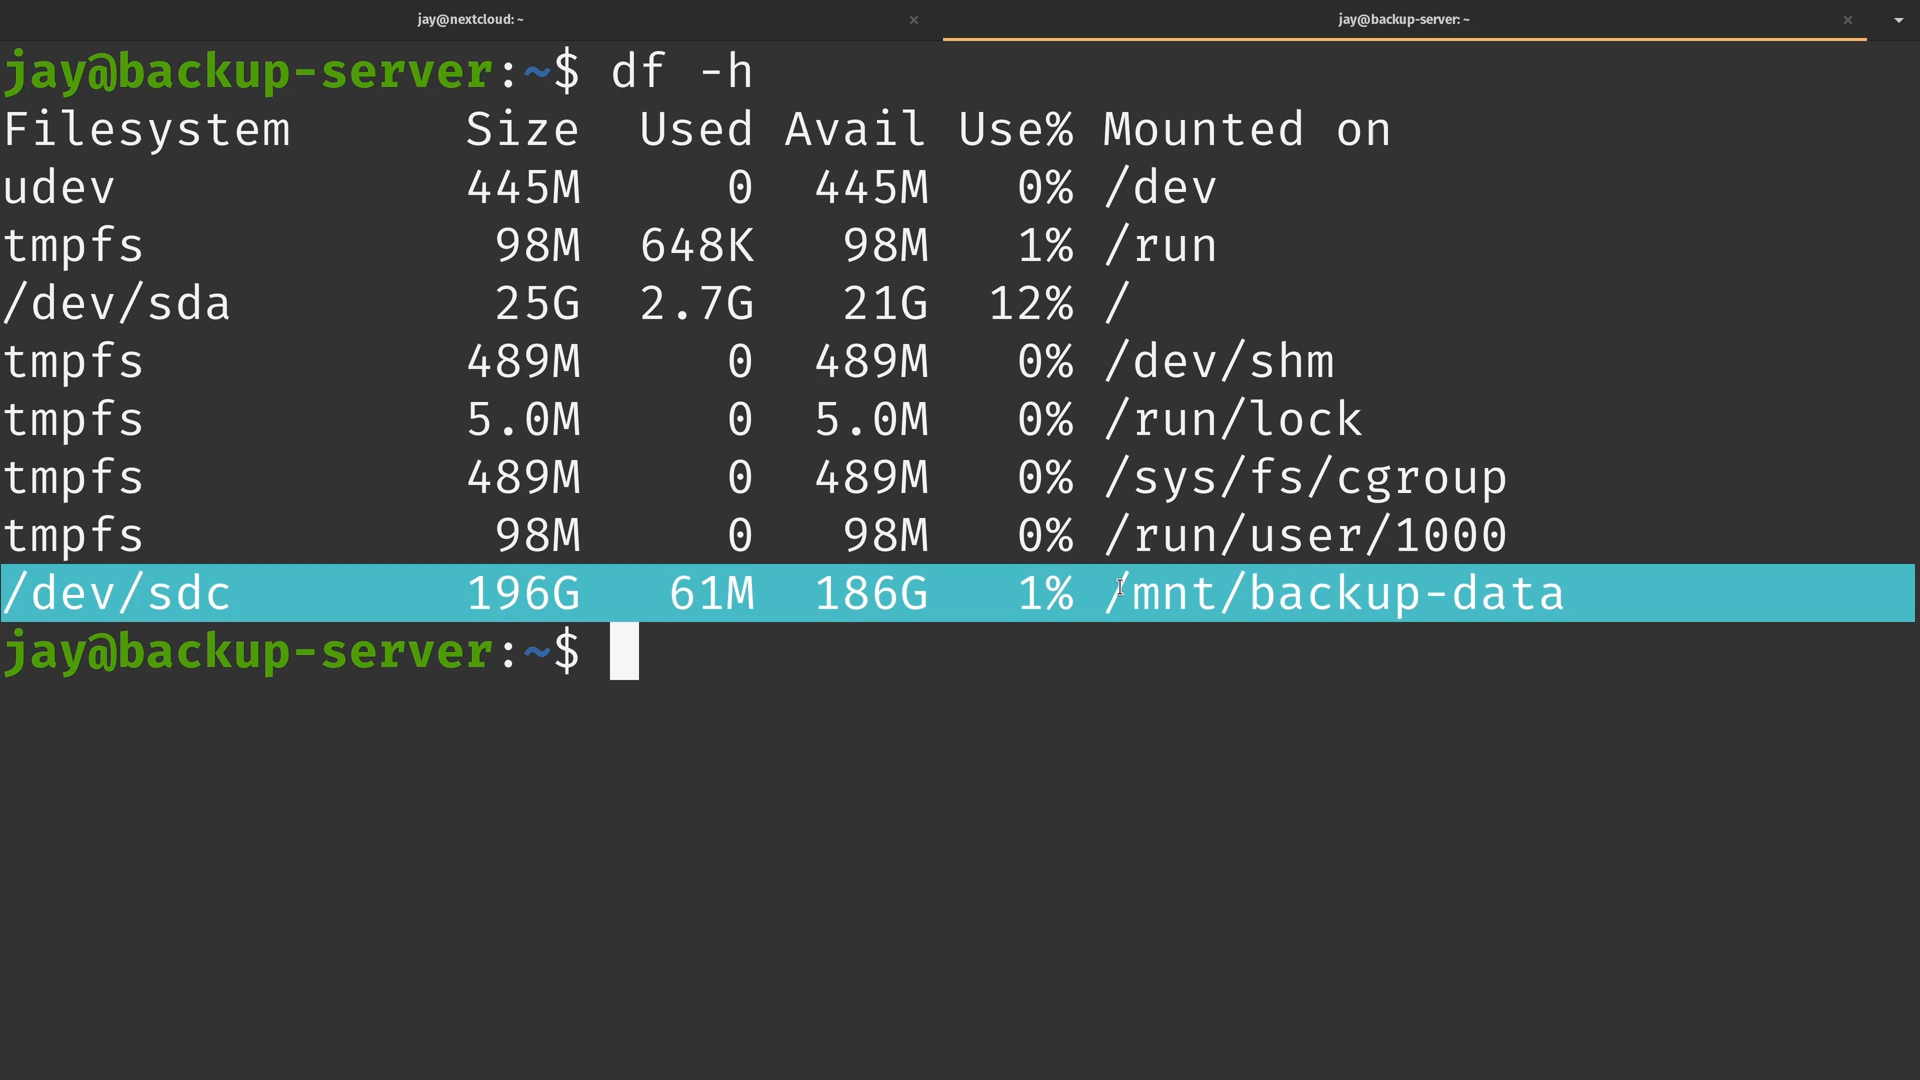 jay@nextcloud: ~ × jay@backup-server: ~ ×
jay@backup-server:~$ df -h
Filesystem Size Used Avail Use% Mounted on
udev 445M 0 445M 0% /dev
tmpfs 98M 648K 98M 1% /run
/dev/sda 25G 2.7G 21G 12% /
tmpfs 489M 0 489M 0% /dev/shm
tmpfs 5.0M 0 5.0M 0% /run/lock
tmpfs 489M 0 489M 0% /sys/fs/cgroup
tmpfs 98M 0 98M 0% /run/user/1000
/dev/sdc 196G 61M 186G 1% /mnt/backup-data
jay@backup-server:~$